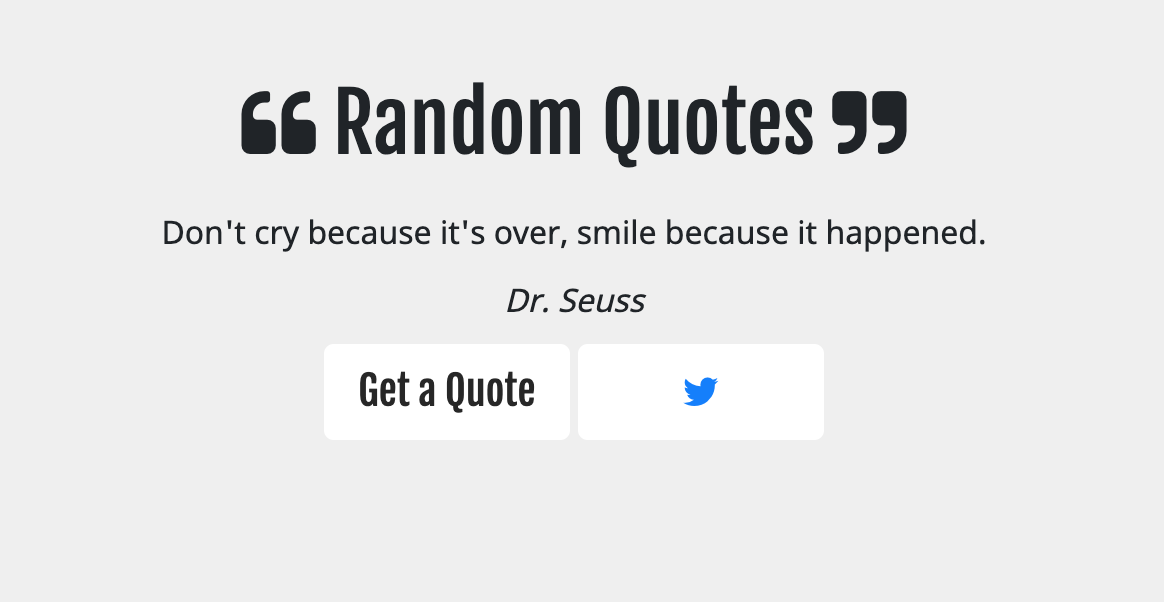 ❝ Random Quotes ❞
Don't cry because it's over, smile because it happened.
Dr. Seuss
Get a Quote